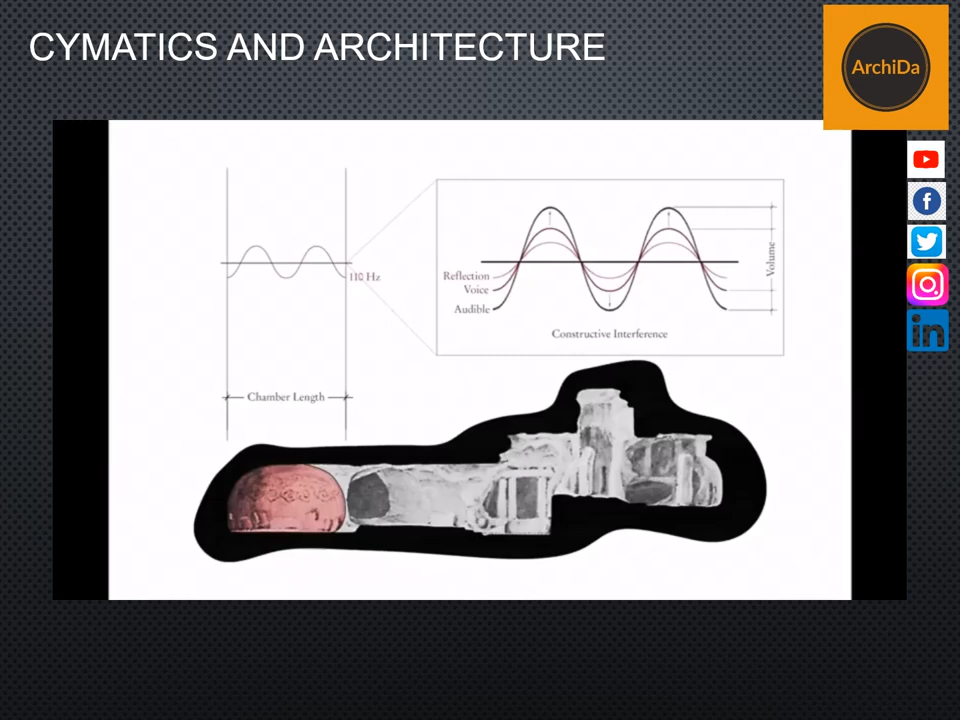 CYMATICS AND ARCHITECTURE
ArchiDa
110 Hz
Reflection
Voice
Audible
Volume
Constructive Interference
Chamber Length